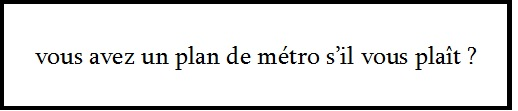 vous avez un plan de métro s’il vous plaît ?